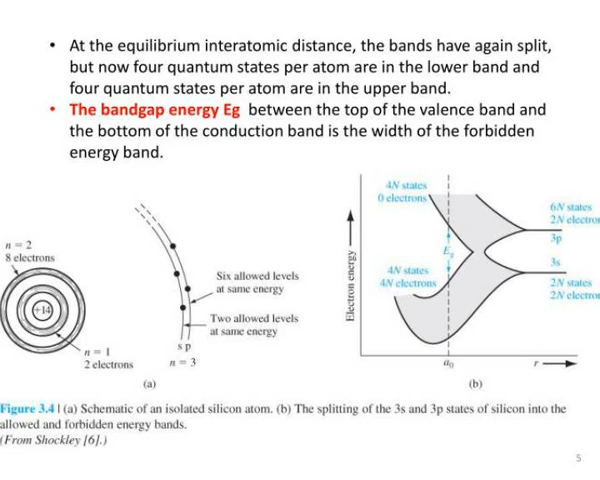 • At the equilibrium interatomic distance, the bands have again split,
but now four quantum states per atom are in the lower band and
four quantum states per atom are in the upper band.
• The bandgap energy Eg between the top of the valence band and
the bottom of the conduction band is the width of the forbidden
energy band.
n = 2
8 electrons
+14
n = 1
2 electrons
Six allowed levels
at same energy
Two allowed levels
at same energy
s p
n = 3
(a)
Electron energy
4N states
0 electrons
Eg
4N states
4N electrons
6N states
2N electron
3p
3s
2N states
2N electron
a0
r
(b)
Figure 3.4 | (a) Schematic of an isolated silicon atom. (b) The splitting of the 3s and 3p states of silicon into the
allowed and forbidden energy bands.
(From Shockley [6].)
5